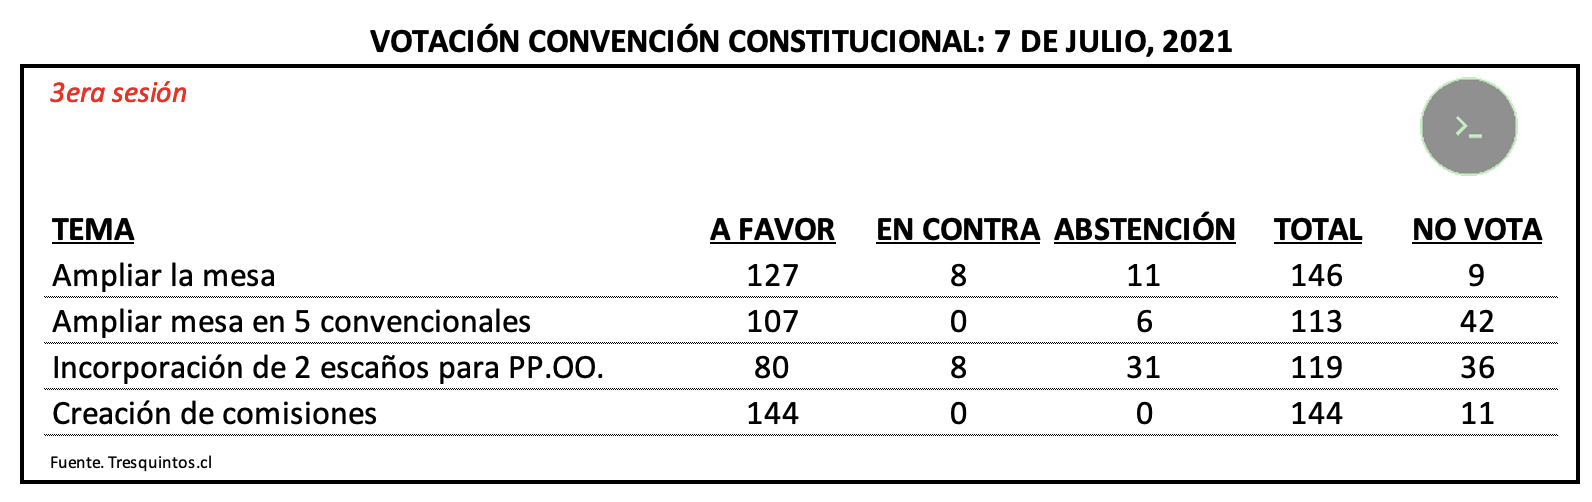 VOTACIÓN CONVENCIÓN CONSTITUCIONAL: 7 DE JULIO, 2021
3era sesión
>_
TEMA A FAVOR EN CONTRA ABSTENCIÓN TOTAL NO VOTA
Ampliar la mesa 127 8 11 146 9
Ampliar mesa en 5 convencionales 107 0 6 113 42
Incorporación de 2 escaños para PP.OO. 80 8 31 119 36
Creación de comisiones 144 0 0 144 11
Fuente. Tresquintos.cl